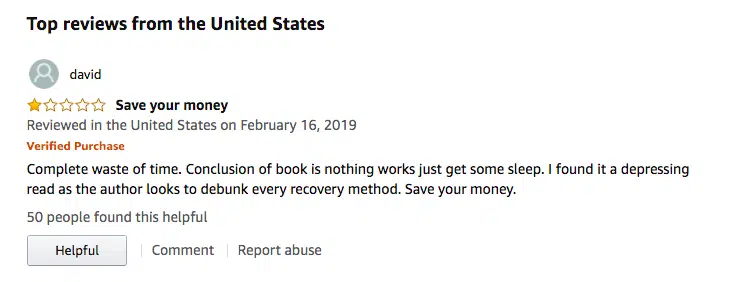 Top reviews from the United States
david
Save your money
Reviewed in the United States on February 16, 2019
Verified Purchase
Complete waste of time. Conclusion of book is nothing works just get some sleep. I found it a depressing
read as the author looks to debunk every recovery method. Save your money.
50 people found this helpful
Helpful
Comment
Report abuse